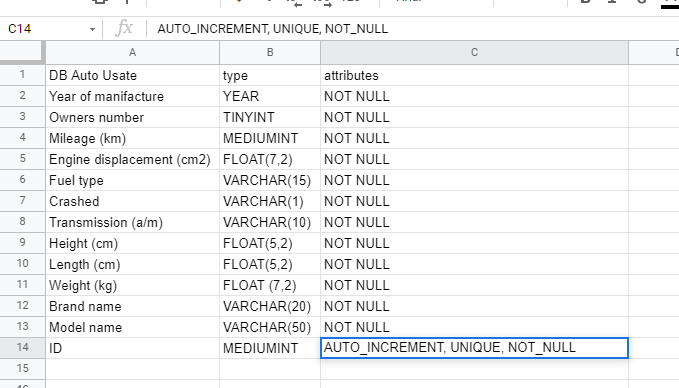 C14 fx AUTO_INCREMENT, UNIQUE, NOT_NULL
A B C
1 DB Auto Usate type attributes
2 Year of manifacture YEAR NOT NULL
3 Owners number TINYINT NOT NULL
4 Mileage (km) MEDIUMINT NOT NULL
5 Engine displacement (cm2) FLOAT(7,2) NOT NULL
6 Fuel type VARCHAR(15) NOT NULL
7 Crashed VARCHAR(1) NOT NULL
8 Transmission (a/m) VARCHAR(10) NOT NULL
9 Height (cm) FLOAT(5,2) NOT NULL
10 Length (cm) FLOAT(5,2) NOT NULL
11 Weight (kg) FLOAT (7,2) NOT NULL
12 Brand name VARCHAR(20) NOT NULL
13 Model name VARCHAR(50) NOT NULL
14 ID MEDIUMINT AUTO_INCREMENT, UNIQUE, NOT_NULL
15